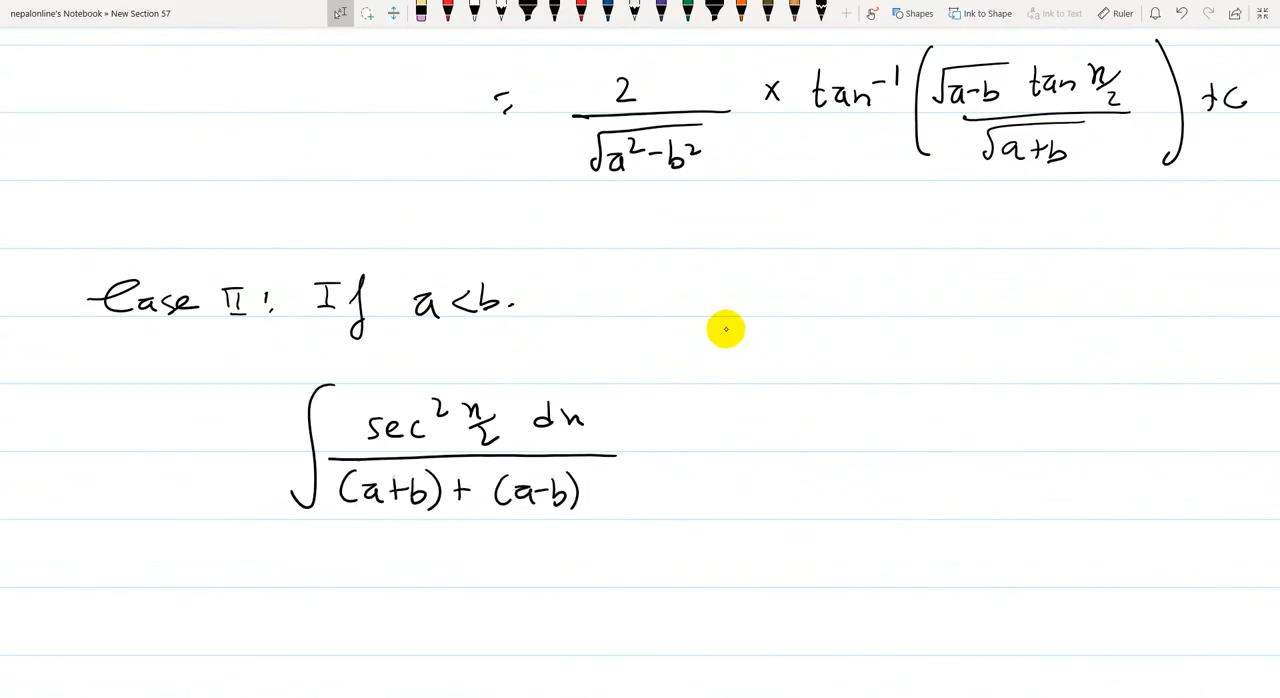 nepalonline's Notebook » New Section 57
Shapes Ink to Shape Ink to Text Ruler
= 2/√(a²-b²) × tan⁻¹ (√(a-b) tan x/2 / √(a+b)) + C
Case II : If a<b.
∫ sec² x/2 dx / (a+b) + (a-b)